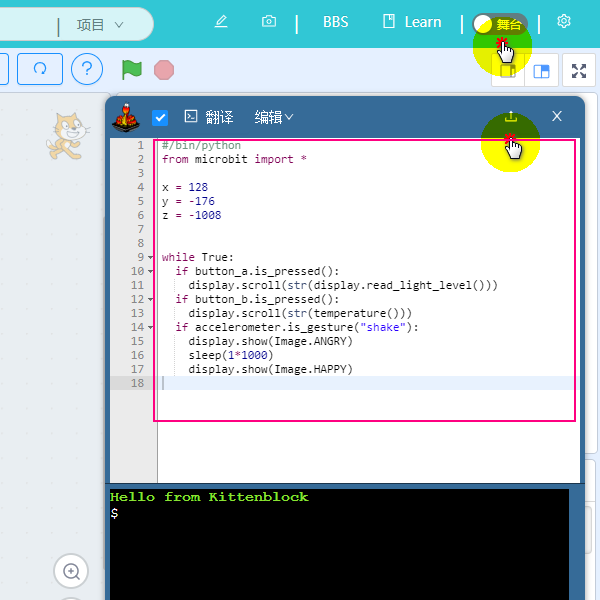 项目 BBS Learn 舞台
?
翻译 编辑 X
1 #/bin/python
2 from microbit import *
3
4 x = 128
5 y = -176
6 z = -1008
7
8
9 while True:
10 if button_a.is_pressed():
11 display.scroll(str(display.read_light_level()))
12 if button_b.is_pressed():
13 display.scroll(str(temperature()))
14 if accelerometer.is_gesture("shake"):
15 display.show(Image.ANGRY)
16 sleep(1*1000)
17 display.show(Image.HAPPY)
18
Hello from Kittenblock
$